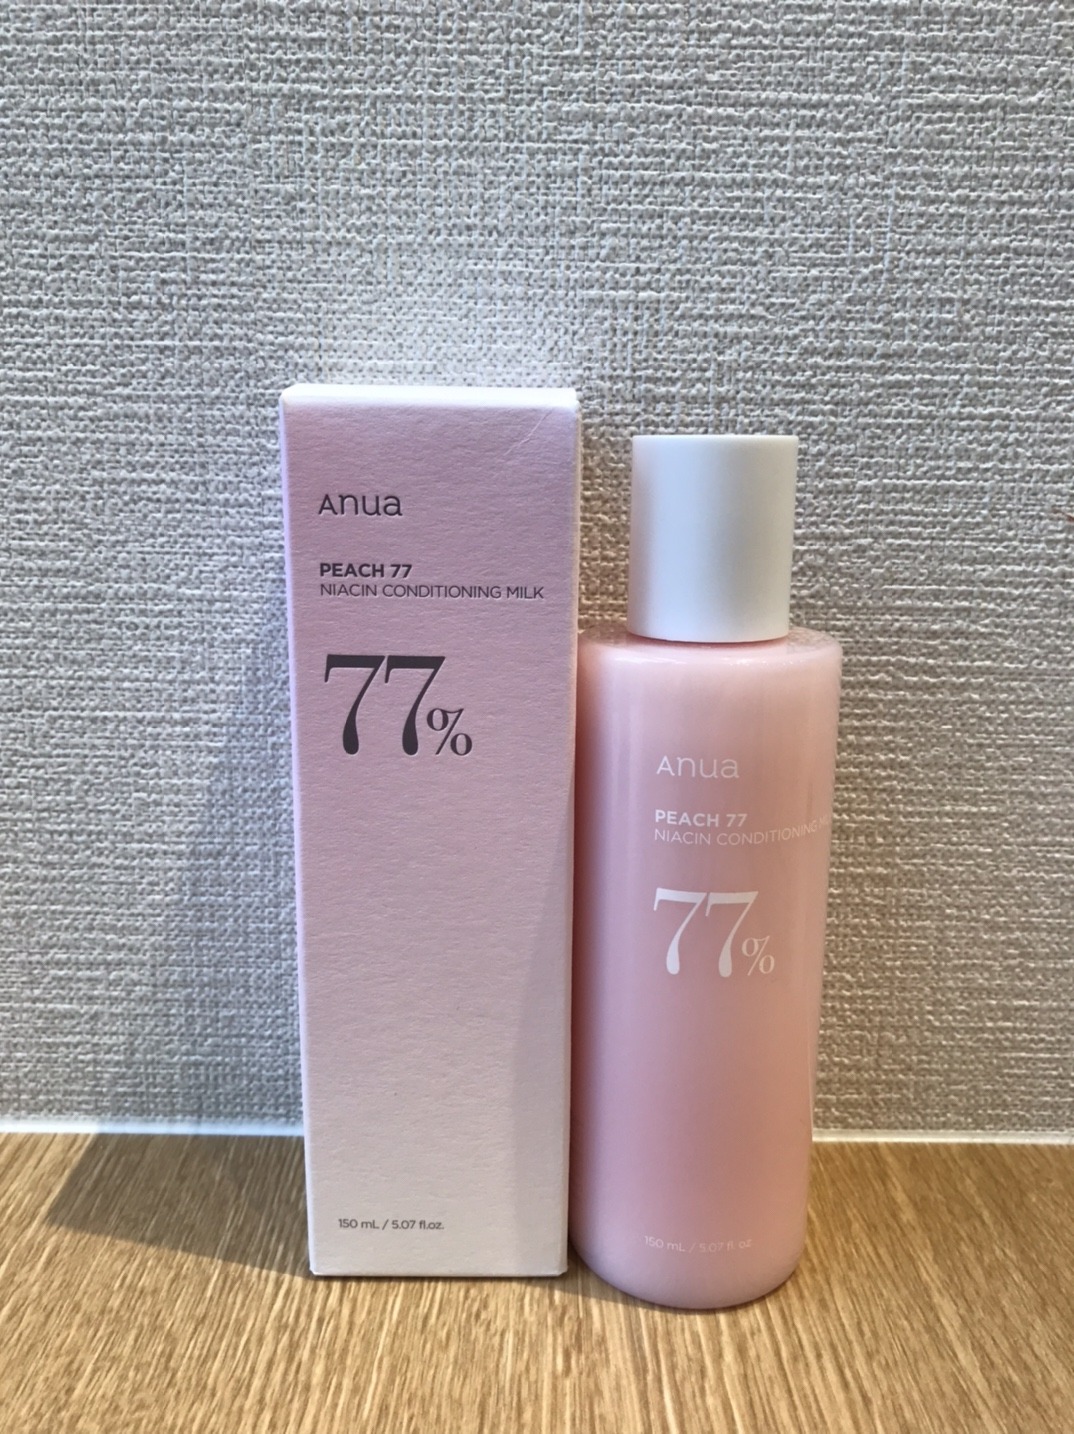 Anua
PEACH 77
NIACIN CONDITIONING MILK
77%
150 mL / 5.07 fl.oz.
Anua
PEACH 77
NIACIN CONDITIONING
77%
150 mL / 5.07 fl.oz.